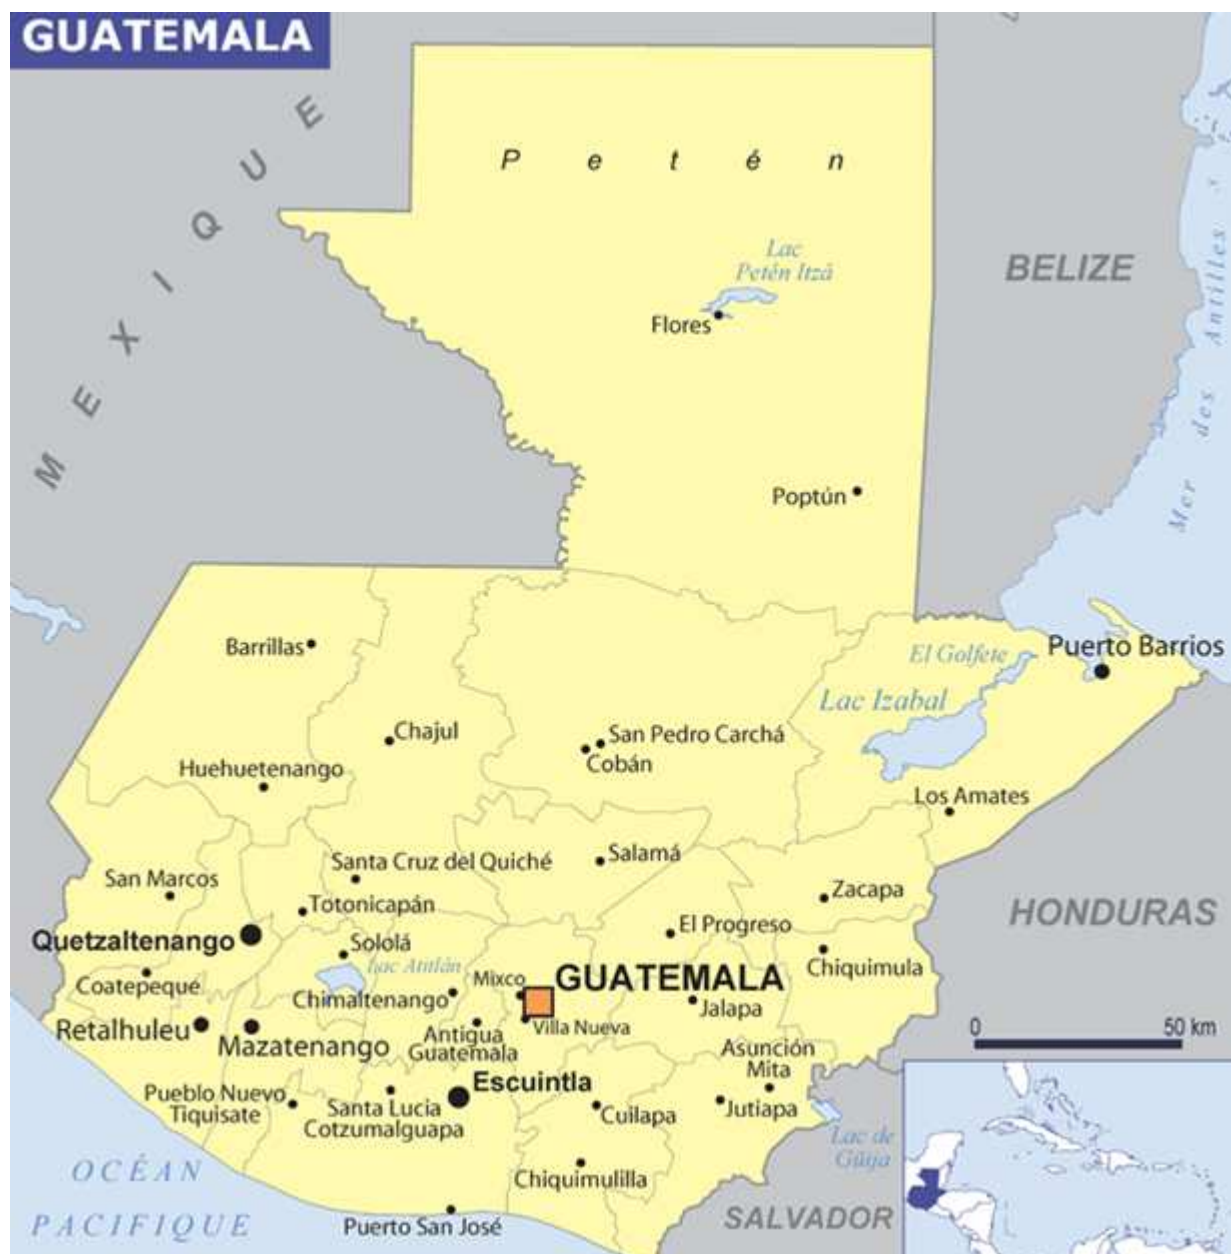 GUATEMALA
MEXIQUE
Petén
Lac
Petén Itzá
BELIZE
Flores
Mer des Antilles
Poptún
Barrillas
El Golfete
Puerto Barrios
Lac Izabal
Chajul
San Pedro Carchá
Cobán
Huehuetenango
Los Amates
Santa Cruz del Quiché
Salamá
San Marcos
Zacapa
Totonicapán
El Progreso
HONDURAS
Quetzaltenango
Sololá
Lac Atitlán
Chiquimula
Coatepeque
Mixco
GUATEMALA
Chimaltenango
Jalapa
Retalhuleu
Mazatenango
Antigua
Guatemala
Villa Nueva
0
50 km
Asunción
Mita
Escuintla
Pueblo Nuevo
Tiquisate
Santa Lucia
Cotzumalguapa
Cuilapa
Jutiapa
Lac de
Güija
OCÉAN
PACIFIQUE
Chiquimulilla
Puerto San José
SALVADOR